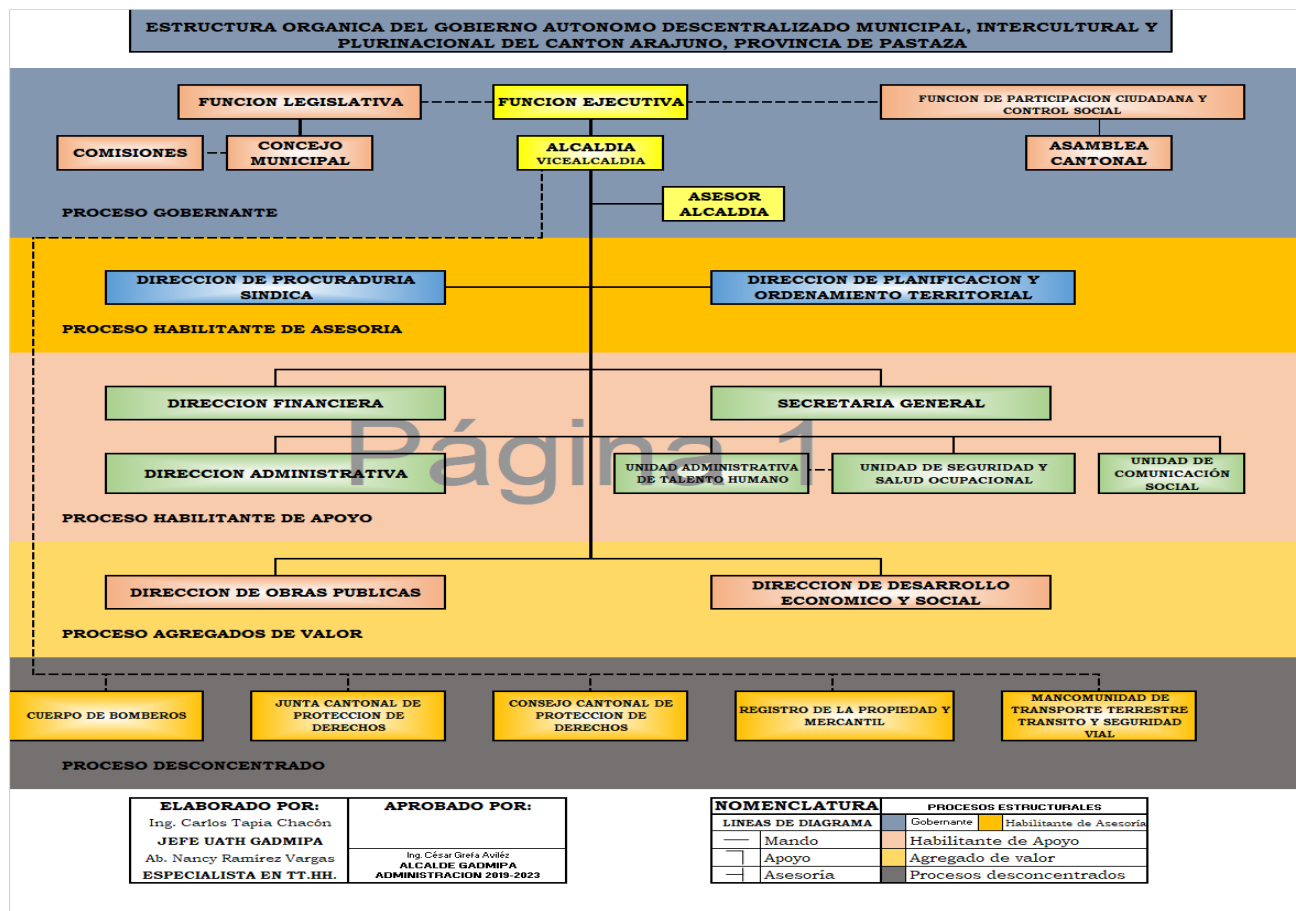 ESTRUCTURA ORGANICA DEL GOBIERNO AUTONOMO DESCENTRALIZADO MUNICIPAL, INTERCULTURAL Y
PLURINACIONAL DEL CANTON ARAJUNO, PROVINCIA DE PASTAZA
FUNCION LEGISLATIVA
FUNCION EJECUTIVA
FUNCION DE PARTICIPACION CIUDADANA Y
CONTROL SOCIAL
COMISIONES
CONCEJO
MUNICIPAL
ALCALDIA
VICEALCALDIA
ASAMBLEA
CANTONAL
ASESOR
ALCALDIA
PROCESO GOBERNANTE
DIRECCION DE PROCURADURIA
SINDICA
DIRECCION DE PLANIFICACION Y
ORDENAMIENTO TERRITORIAL
PROCESO HABILITANTE DE ASESORIA
DIRECCION FINANCIERA
SECRETARIA GENERAL
Página 1
DIRECCION ADMINISTRATIVA
UNIDAD ADMINISTRATIVA
DE TALENTO HUMANO
UNIDAD DE SEGURIDAD Y
SALUD OCUPACIONAL
UNIDAD DE
COMUNICACIÓN
SOCIAL
PROCESO HABILITANTE DE APOYO
DIRECCION DE OBRAS PUBLICAS
DIRECCION DE DESARROLLO
ECONOMICO Y SOCIAL
PROCESO AGREGADOS DE VALOR
CUERPO DE BOMBEROS
JUNTA CANTONAL DE
PROTECCION DE
DERECHOS
CONSEJO CANTONAL DE
PROTECCION DE
DERECHOS
REGISTRO DE LA PROPIEDAD Y
MERCANTIL
MANCOMUNIDAD DE
TRANSPORTE TERRESTRE
TRANSITO Y SEGURIDAD
VIAL
PROCESO DESCONCENTRADO
ELABORADO POR:
Ing. Carlos Tapia Chacón
JEFE UATH GADMIPA
Ab. Nancy Ramírez Vargas
ESPECIALISTA EN TT.HH.
APROBADO POR:
Ing. César Grefa Aviléz
ALCALDE GADMIPA
ADMINISTRACION 2019-2023
NOMENCLATURA
PROCESOS ESTRUCTURALES
LINEAS DE DIAGRAMA
Gobernante
Habilitante de Asesoría
Mando
Habilitante de Apoyo
Apoyo
Agregado de valor
Asesoría
Procesos desconcentrados